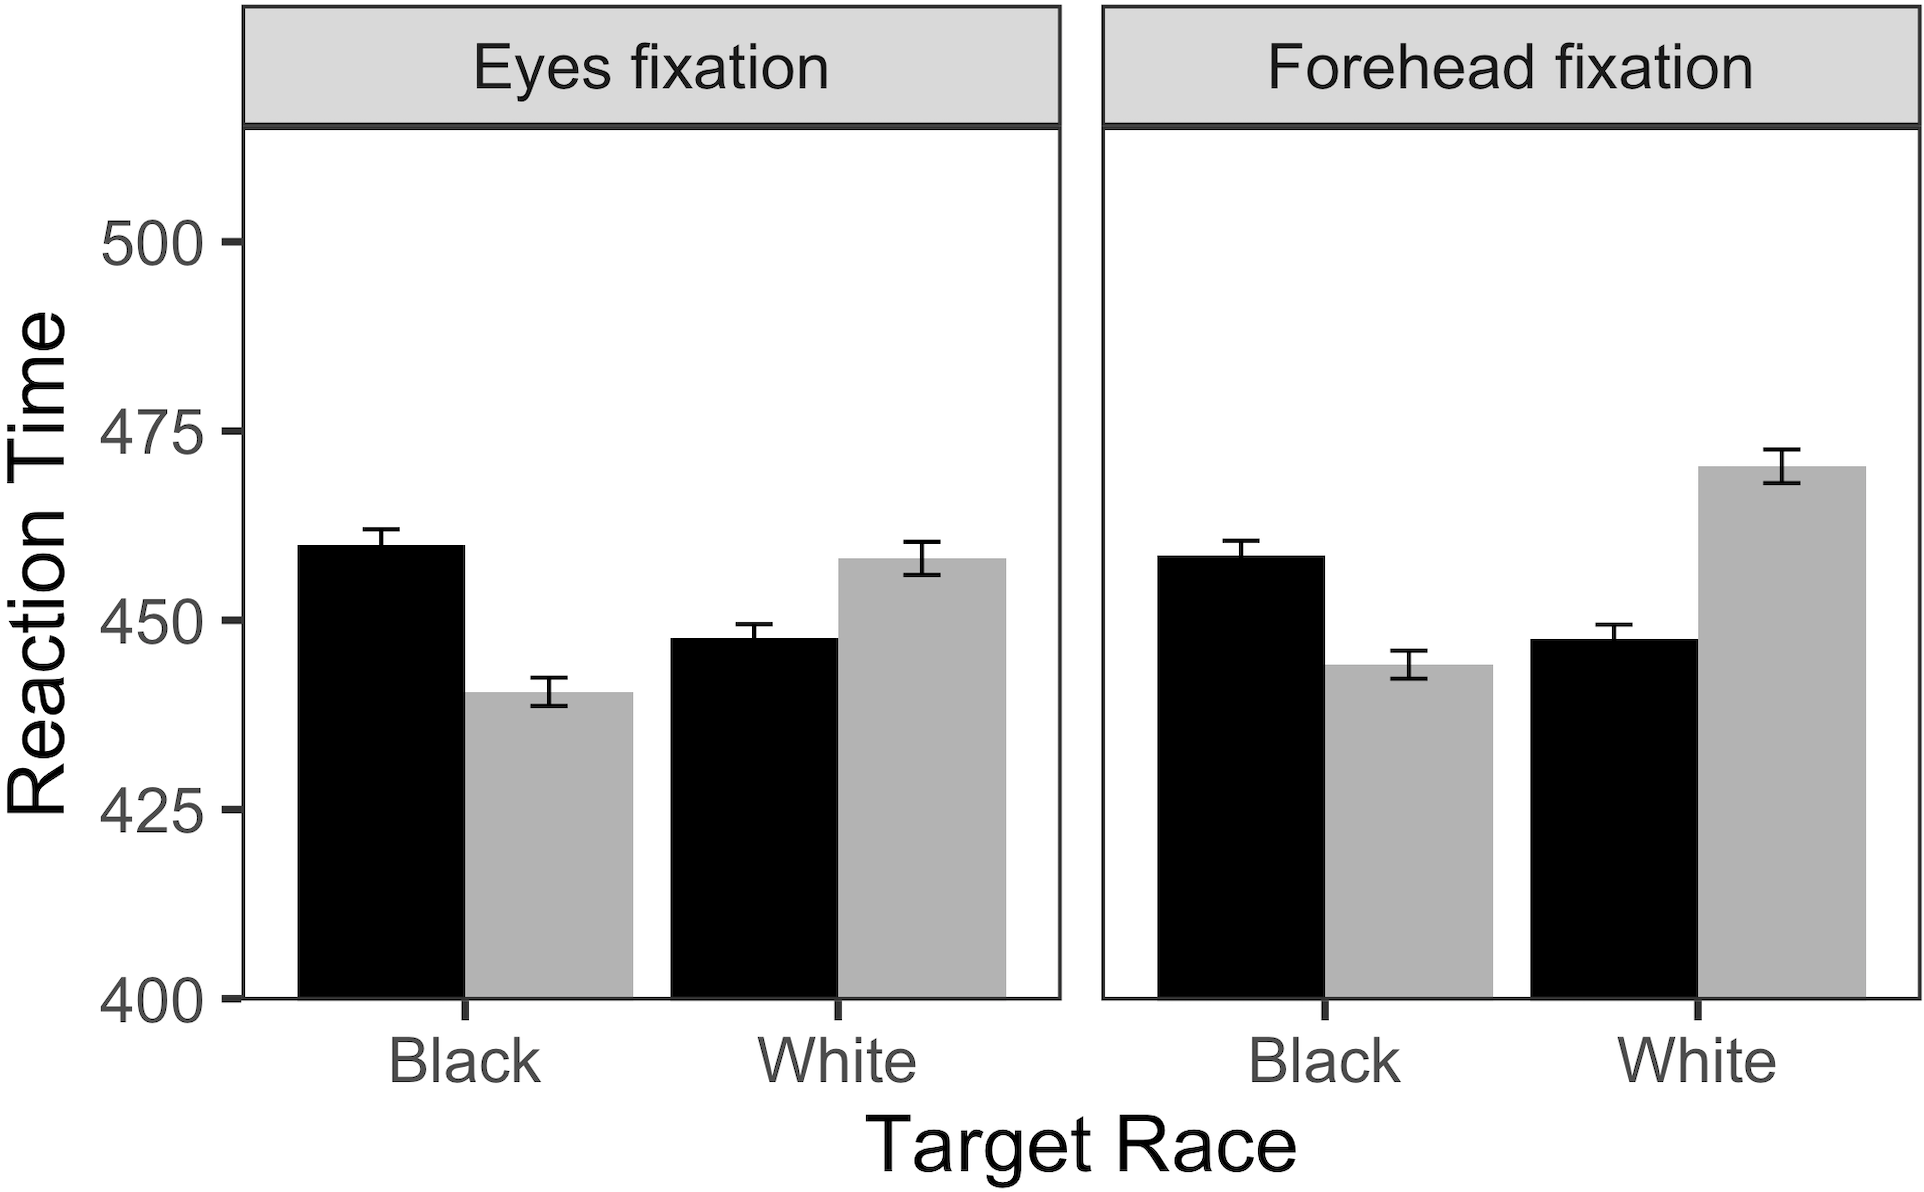 Eyes fixation
Forehead fixation
Reaction Time
500
475
450
425
400
Black
White
Black
White
Target Race